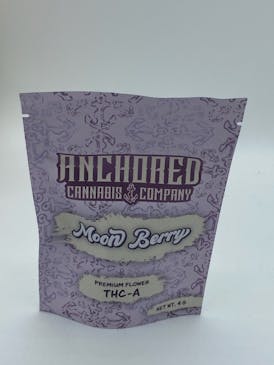 ANCHORED
CANNABIS COMPANY
Moon Berry
PREMIUM FLOWER
THC-A
NET WT. 4 G